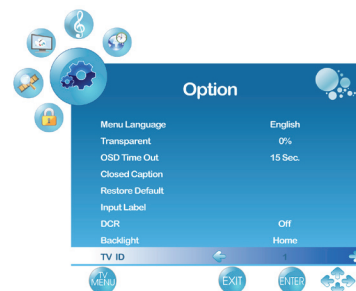 Option
Menu Language English
Transparent 0%
OSD Time Out 15 Sec.
Closed Caption
Restore Default
Input Label
DCR Off
Backlight Home
TV ID 1
TV MENU EXIT ENTER